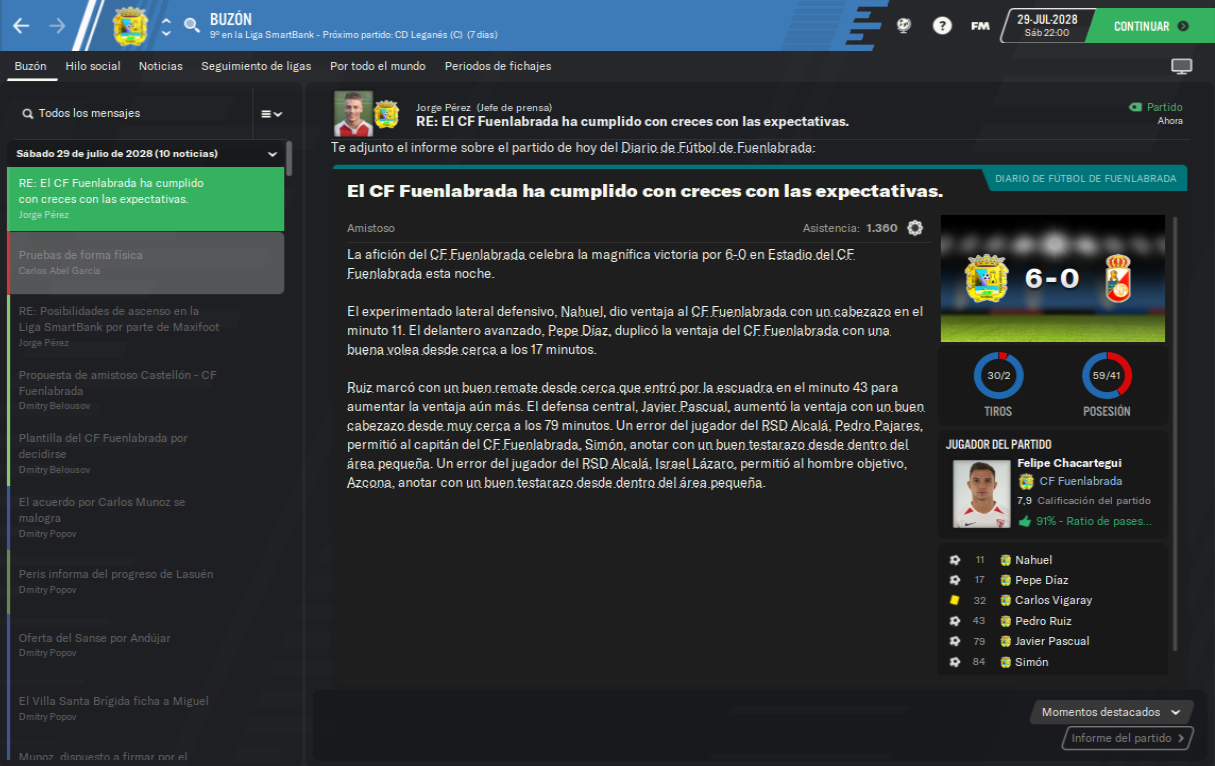 BUZÓN
9º en la Liga SmartBank - Próximo partido: CD Leganés (C) (7 días)
FM
29-JUL-2028
Sáb 22:00
CONTINUAR
Buzón
Hilo social
Noticias
Seguimiento de ligas
Por todo el mundo
Periodos de fichajes
Todos los mensajes
Sábado 29 de julio de 2028 (10 noticias)
RE: El CF Fuenlabrada ha cumplido
con creces con las expectativas.
Jorge Pérez
Pruebas de forma física
Carlos Abel García
RE: Posibilidades de ascenso en la
Liga SmartBank por parte de Maxifoot
Jorge Pérez
Propuesta de amistoso Castellón - CF
Fuenlabrada
Dmitry Belousov
Plantilla del CF Fuenlabrada por
decidirse
Dmitry Belousov
El acuerdo por Carlos Munoz se
malogra
Dmitry Popov
Peris informa del progreso de Lasuén
Dmitry Popov
Oferta del Sanse por Andújar
Dmitry Popov
El Villa Santa Brígida ficha a Miguel
Dmitry Popov
Munoz, dispuesto a firmar por el
Jorge Pérez (Jefe de prensa)
RE: El CF Fuenlabrada ha cumplido con creces con las expectativas.
Partido
Ahora
Te adjunto el informe sobre el partido de hoy del Diario de Fútbol de Fuenlabrada:
DIARIO DE FÚTBOL DE FUENLABRADA
El CF Fuenlabrada ha cumplido con creces con las expectativas.
Amistoso
Asistencia: 1.360
La afición del CF Fuenlabrada celebra la magnífica victoria por 6-0 en Estadio del CF
Fuenlabrada esta noche.
El experimentado lateral defensivo, Nahuel, dio ventaja al CF Fuenlabrada con un cabezazo en el
minuto 11. El delantero avanzado, Pepe Díaz, duplicó la ventaja del CF Fuenlabrada con una
buena volea desde cerca a los 17 minutos.
Ruiz marcó con un buen remate desde cerca que entró por la escuadra en el minuto 43 para
aumentar la ventaja aún más. El defensa central, Javier Pascual, aumentó la ventaja con un buen
cabezazo desde muy cerca a los 79 minutos. Un error del jugador del RSD Alcalá, Pedro Pajares,
permitió al capitán del CF Fuenlabrada, Simón, anotar con un buen testarazo desde dentro del
área pequeña. Un error del jugador del RSD Alcalá, Israel Lázaro, permitió al hombre objetivo,
Azcona, anotar con un buen testarazo desde dentro del área pequeña.
6-0
30/2
TIROS
59/41
POSESIÓN
JUGADOR DEL PARTIDO
Felipe Chacartegui
CF Fuenlabrada
7,9 Calificación del partido
91% - Ratio de pases...
11 Nahuel
17 Pepe Díaz
32 Carlos Vigaray
43 Pedro Ruiz
79 Javier Pascual
84 Simón
Momentos destacados
Informe del partido